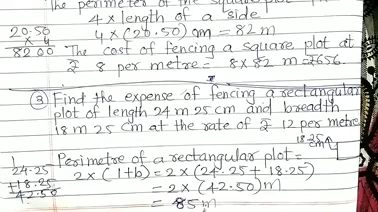 the perimeter of the square plot
4 × length of a side
20.50
× 4
8200
4 × (20.50) m = 82 m
The cost of fencing a square plot at
₹ 8 per metre = 8 × 82 m = ₹656.
③ Find the expense of fencing a rectangular
plot of length 24 m 25 cm and breadth
18 m 25 cm at the rate of ₹ 12 per metre
18.25
cm
Perimetre of a rectangular plot =
24.25
+18.25
42.50
2 × (l+b) = 2 × (24.25 + 18.25)
= 2 × (42.50) m
= 85 m